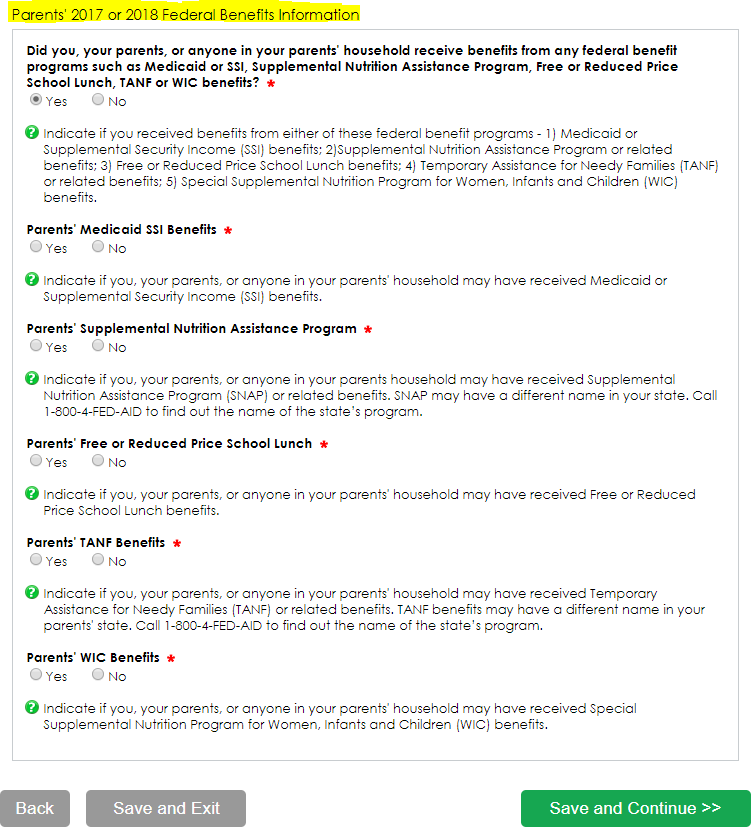 Parents' 2017 or 2018 Federal Benefits Information
Did you, your parents, or anyone in your parents' household receive benefits from any federal benefit
programs such as Medicaid or SSI, Supplemental Nutrition Assistance Program, Free or Reduced Price
School Lunch, TANF or WIC benefits? *
Yes No
? Indicate if you received benefits from either of these federal benefit programs - 1) Medicaid or
Supplemental Security Income (SSI) benefits; 2)Supplemental Nutrition Assistance Program or related
benefits; 3) Free or Reduced Price School Lunch benefits; 4) Temporary Assistance for Needy Families (TANF)
or related benefits; 5) Special Supplemental Nutrition Program for Women, Infants and Children (WIC)
benefits.
Parents' Medicaid SSI Benefits *
Yes No
? Indicate if you, your parents, or anyone in your parents' household may have received Medicaid or
Supplemental Security Income (SSI) benefits.
Parents' Supplemental Nutrition Assistance Program *
Yes No
? Indicate if you, your parents, or anyone in your parents household may have received Supplemental
Nutrition Assistance Program (SNAP) or related benefits. SNAP may have a different name in your state. Call
1-800-4-FED-AID to find out the name of the state's program.
Parents' Free or Reduced Price School Lunch *
Yes No
? Indicate if you, your parents, or anyone in your parents' household may have received Free or Reduced
Price School Lunch benefits.
Parents' TANF Benefits *
Yes No
? Indicate if you, your parents, or anyone in your parents' household may have received Temporary
Assistance for Needy Families (TANF) or related benefits. TANF benefits may have a different name in your
parents' state. Call 1-800-4-FED-AID to find out the name of the state's program.
Parents' WIC Benefits *
Yes No
? Indicate if you, your parents, or anyone in your parents' household may have received Special
Supplemental Nutrition Program for Women, Infants and Children (WIC) benefits.
Back Save and Exit Save and Continue >>